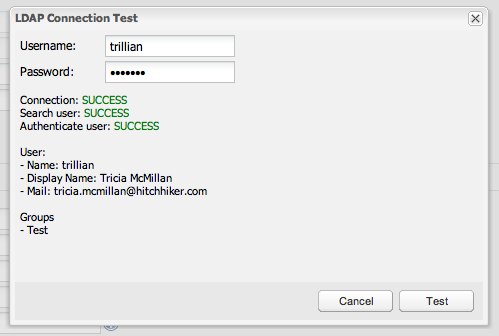 LDAP Connection Test
Username: trillian
Password: •••••••
Connection: SUCCESS
Search user: SUCCESS
Authenticate user: SUCCESS
User:
- Name: trillian
- Display Name: Tricia McMillan
- Mail: tricia.mcmillan@hitchhiker.com
Groups
- Test
Cancel Test